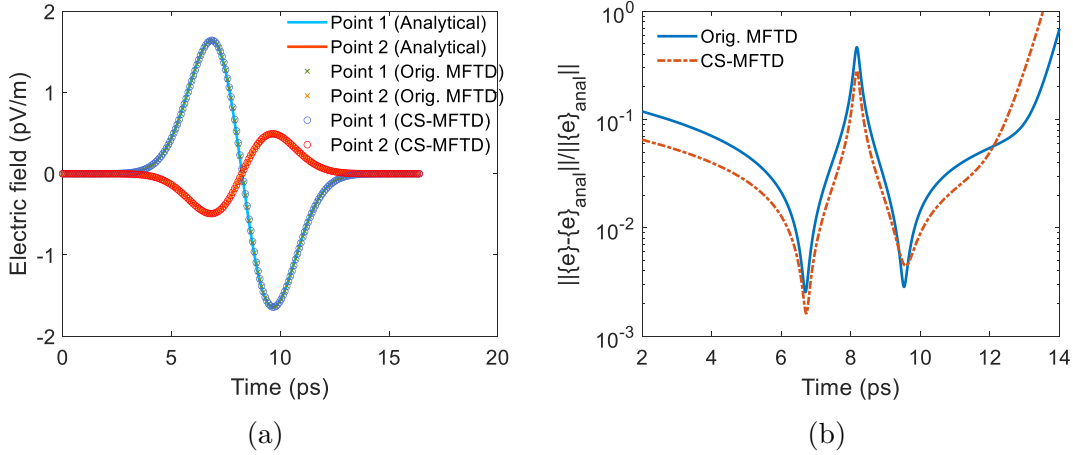 2
1
0
-1
-2
0
5
10
15
20
Electric field (pV/m)
Time (ps)
Point 1 (Analytical)
Point 2 (Analytical)
Point 1 (Orig. MFTD)
Point 2 (Orig. MFTD)
Point 1 (CS-MFTD)
Point 2 (CS-MFTD)
(a)
10^0
10^-1
10^-2
10^-3
2
4
6
8
10
12
14
||{e}-{e}_anal||/||{e}_anal||
Time (ps)
Orig. MFTD
CS-MFTD
(b)